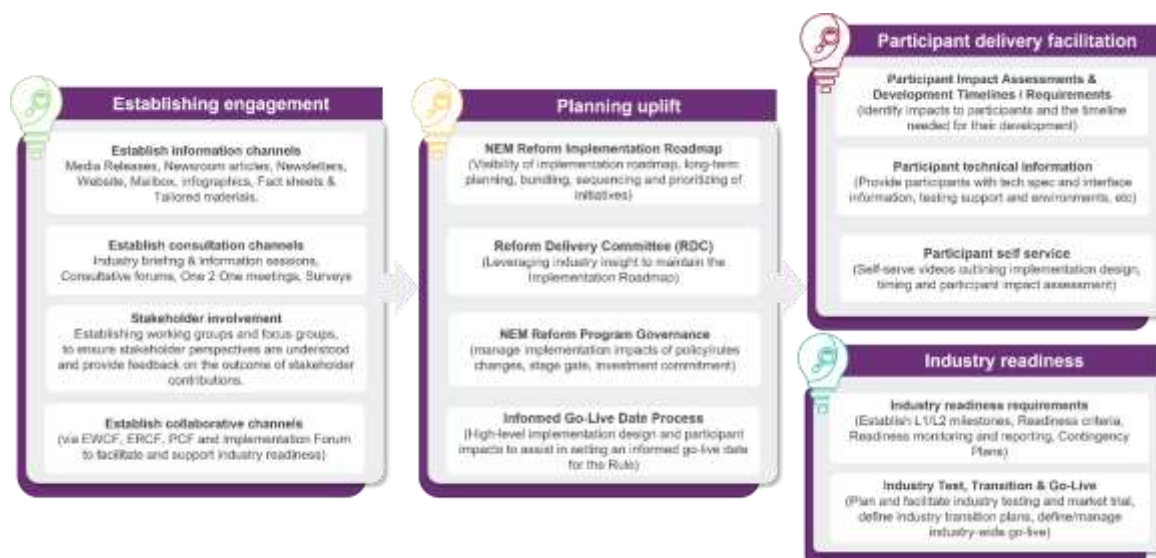 Establishing engagement
Establish information channels
Media Releases, Newsroom articles, Newsletters,
Website, Mailbox, infographics, Fact sheets &
Tailored materials.
Establish consultation channels
Industry briefing & information sessions,
Consultative forums, One 2 One meetings, Surveys
Stakeholder involvement
Establishing working groups and focus groups,
to ensure stakeholder perspectives are understood
and provide feedback on the outcome of stakeholder
contributions.
Establish collaborative channels
(via EWCF, ERCF, PCF and Implementation Forum
to facilitate and support industry readiness)
Planning uplift
NEM Reform Implementation Roadmap
(Visibility of implementation roadmap, long-term
planning, bundling, sequencing and prioritizing of
initiatives)
Reform Delivery Committee (RDC)
(Leveraging industry insight to maintain the
Implementation Roadmap)
NEM Reform Program Governance
(manage implementation impacts of policy/rules
changes, stage gate, investment commitment)
Informed Go-Live Date Process
(High-level implementation design and participant
impacts to assist in setting an informed go-live date
for the Rule)
Participant delivery facilitation
Participant Impact Assessments &
Development Timelines / Requirements
(Identify impacts to participants and the timeline
needed for their development)
Participant technical information
(Provide participants with tech spec and interface
information, testing support and environments, etc)
Participant self service
(Self-serve videos outlining implementation design,
timing and participant impact assessment)
Industry readiness
Industry readiness requirements
(Establish L1/L2 milestones, Readiness criteria,
Readiness monitoring and reporting, Contingency
Plans)
Industry Test, Transition & Go-Live
(Plan and facilitate industry testing and market trial,
define industry transition plans, define/manage
industry-wide go-live)